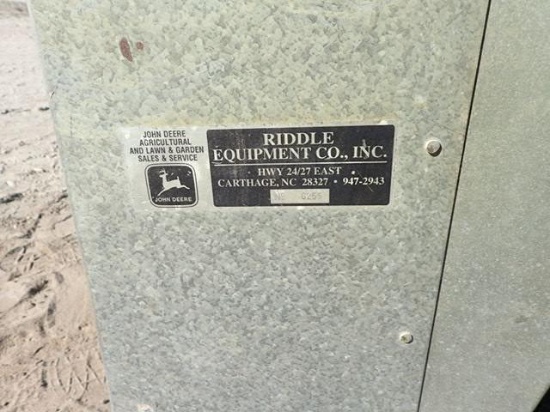 JOHN DEERE
AGRICULTURAL
AND LAWN & GARDEN
SALES & SERVICE
JOHN DEERE
RIDDLE
EQUIPMENT CO., INC.
HWY 24/27 EAST
CARTHAGE, NC 28327 • 947-2943